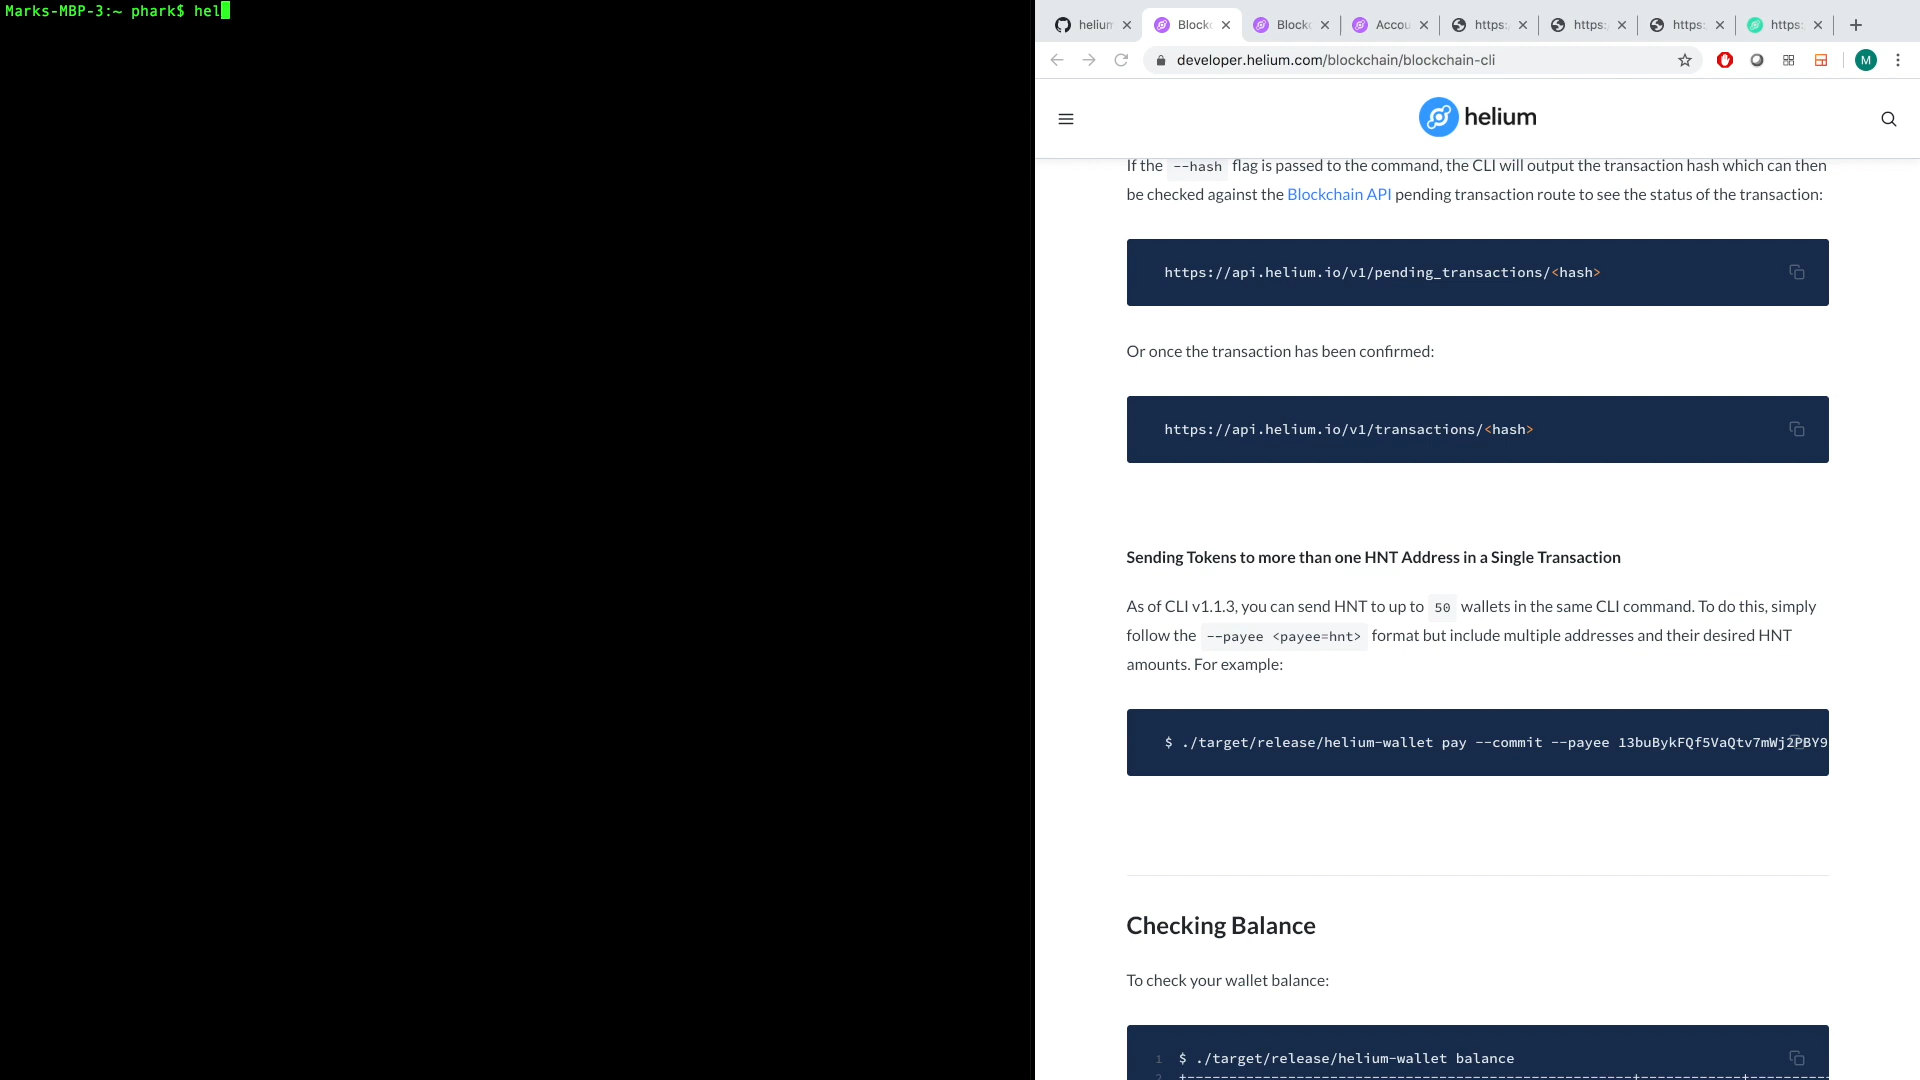 Marks-MBP-3:~ phark$ hel
helium
Block
Block
Accou
https:
https:
https:
https:
developer.helium.com/blockchain/blockchain-cli
M
helium
If the --hash flag is passed to the command, the CLI will output the transaction hash which can then
be checked against the Blockchain API pending transaction route to see the status of the transaction:
https://api.helium.io/v1/pending_transactions/<hash>
Or once the transaction has been confirmed:
https://api.helium.io/v1/transactions/<hash>
Sending Tokens to more than one HNT Address in a Single Transaction
As of CLI v1.1.3, you can send HNT to up to 50 wallets in the same CLI command. To do this, simply
follow the --payee <payee=hnt> format but include multiple addresses and their desired HNT
amounts. For example:
$ ./target/release/helium-wallet pay --commit --payee 13buBykFQf5VaQtv7mWj2PBY9
Checking Balance
To check your wallet balance:
1 $ ./target/release/helium-wallet balance